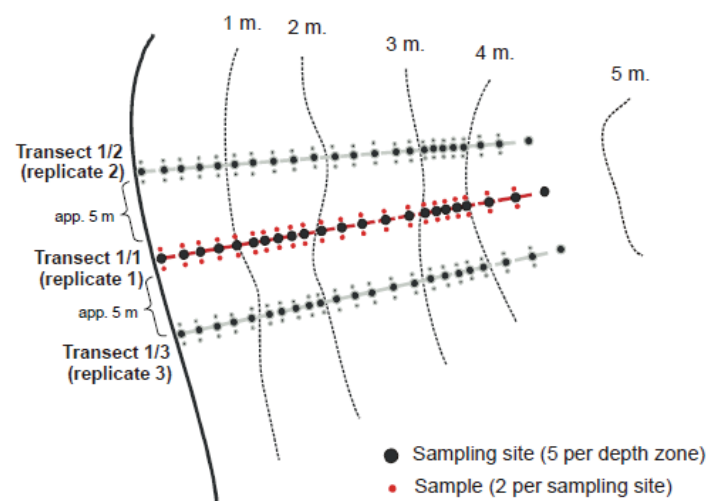 1 m.
2 m.
3 m.
4 m.
5 m.
Transect 1/2
(replicate 2)
app. 5 m
Transect 1/1
(replicate 1)
app. 5 m
Transect 1/3
(replicate 3)
Sampling site (5 per depth zone)
Sample (2 per sampling site)